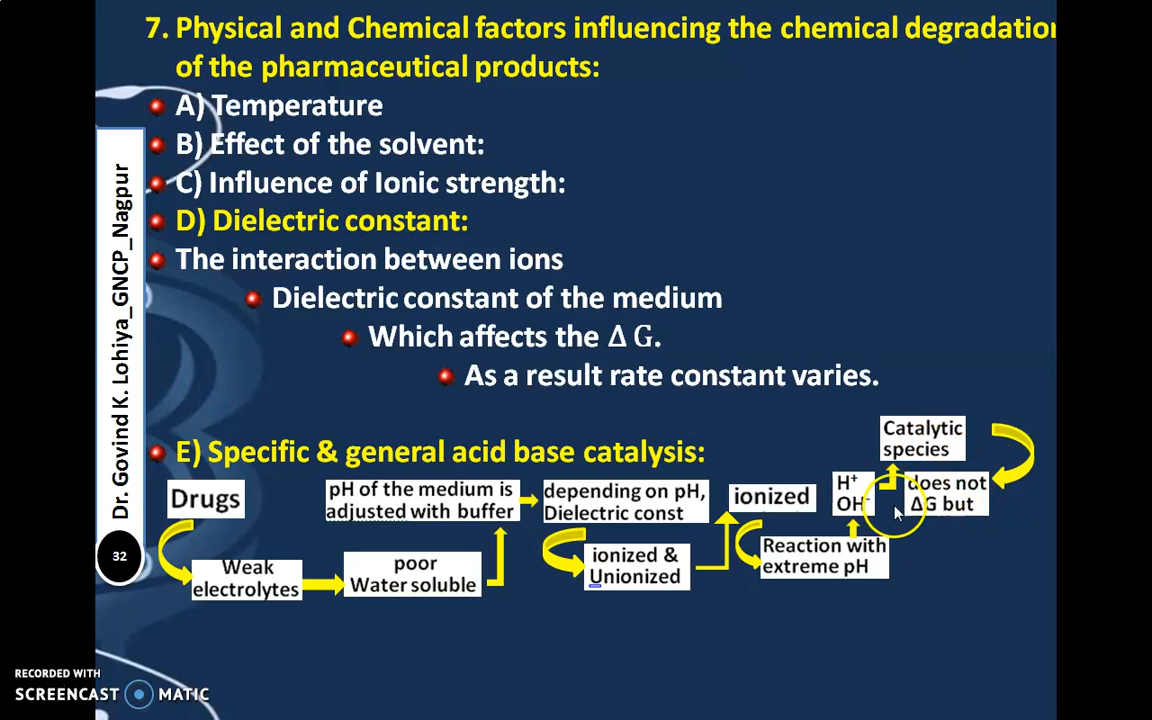 7. Physical and Chemical factors influencing the chemical degradation
of the pharmaceutical products:
A) Temperature
B) Effect of the solvent:
C) Influence of Ionic strength:
D) Dielectric constant:
The interaction between ions
Dielectric constant of the medium
Which affects the Δ G.
As a result rate constant varies.
E) Specific & general acid base catalysis:
Drugs
Weak
electrolytes
poor
Water soluble
pH of the medium is
adjusted with buffer
depending on pH,
Dielectric const
ionized &
Unionized
ionized
Reaction with
extreme pH
H⁺
OH⁻
Catalytic
species
does not
ΔG but
Dr. Govind K. Lohiya_GNCP_Nagpur
32
RECORDED WITH
SCREENCAST MATIC